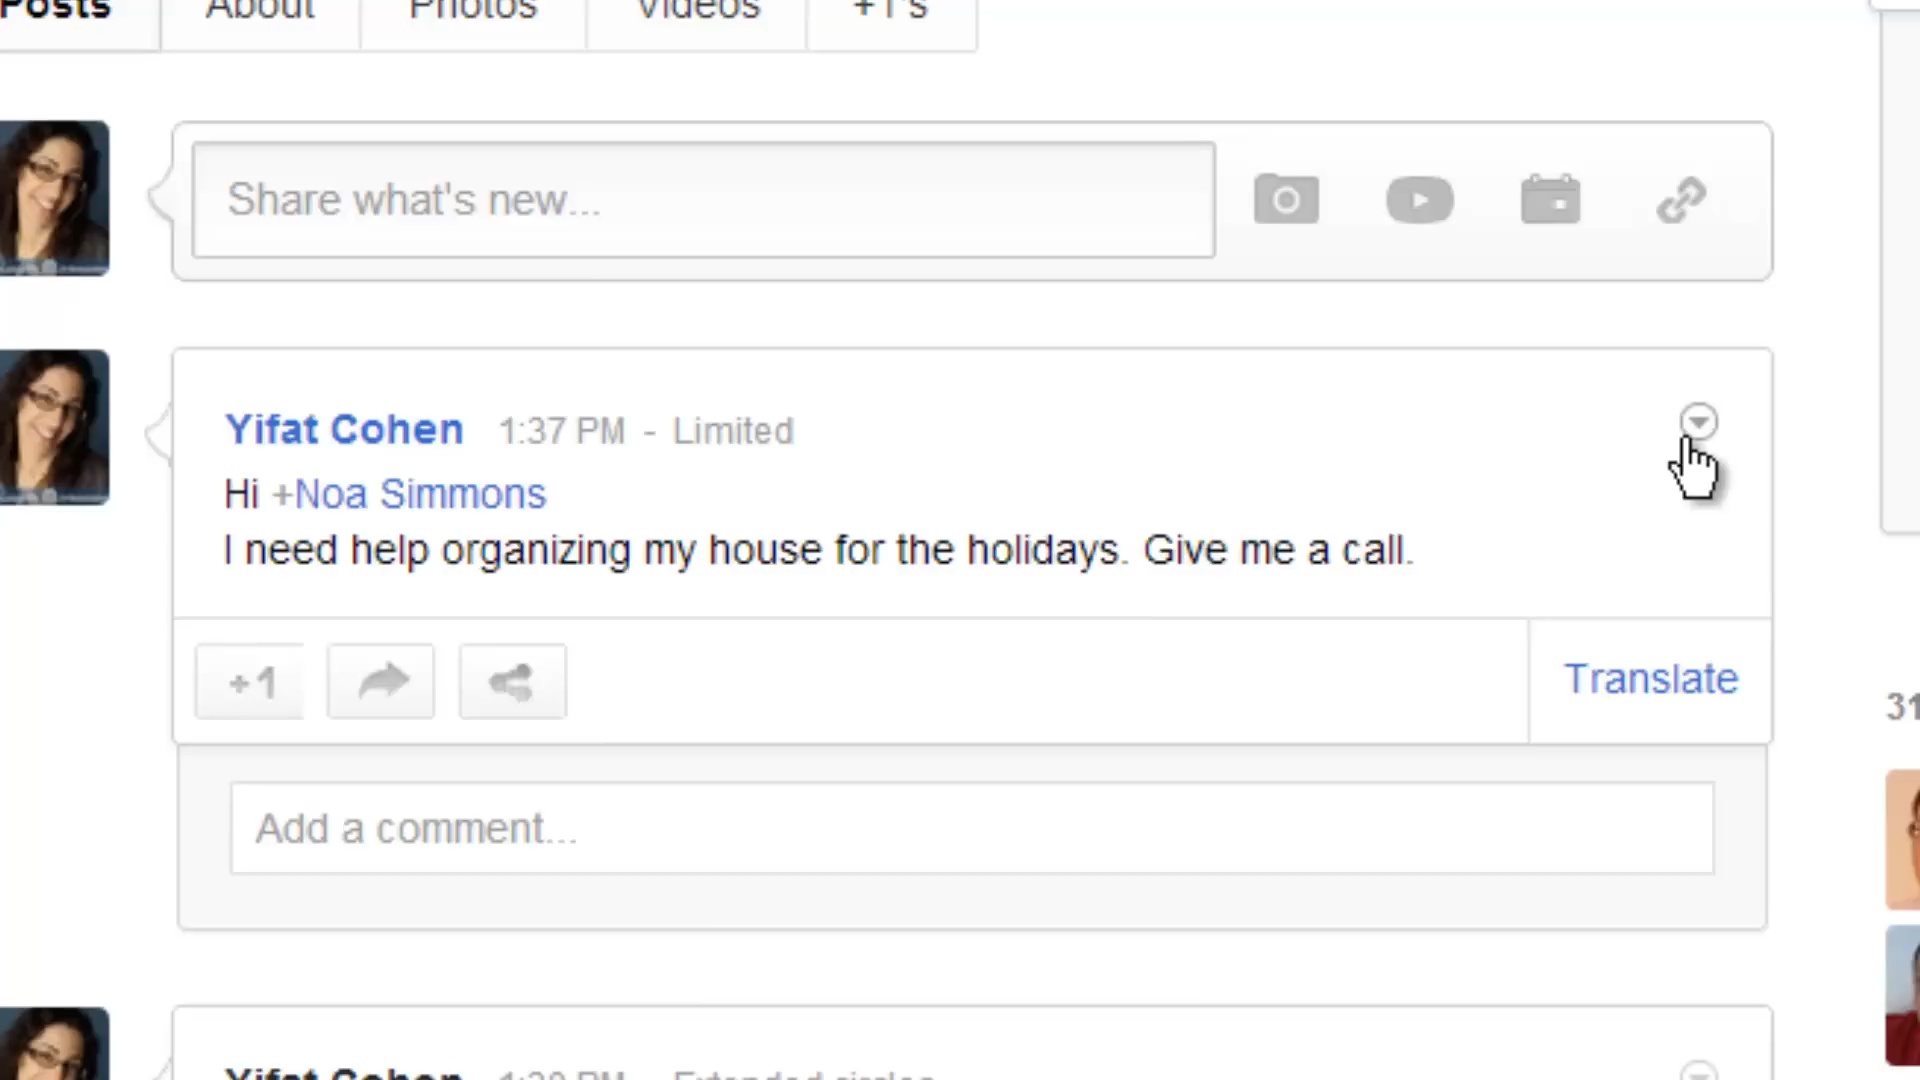 Posts About Photos Videos +1's
Share what's new...
Yifat Cohen 1:37 PM - Limited
Hi +Noa Simmons
I need help organizing my house for the holidays. Give me a call.
+1
Translate
31
Add a comment...
Yifat Cohen PM - Extended circles